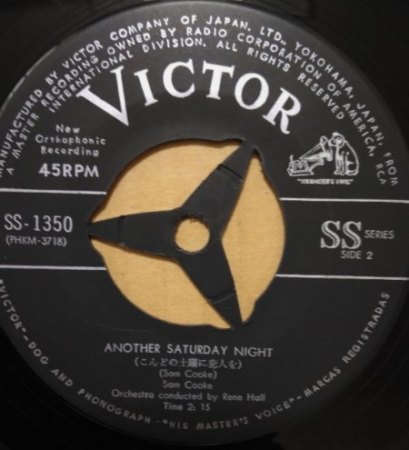 MANUFACTURED BY VICTOR COMPANY OF JAPAN, LTD., YOKOHAMA, JAPAN, FROM
MASTER RECORDING OWNED BY RADIO CORPORATION OF AMERICA, RCA
INTERNATIONAL DIVISION. ALL RIGHTS RESERVED
VICTOR
New
Orthophonic
Recording
45RPM
"HIS MASTER'S VOICE"
SS-1350
(PHKM-3718)
SS SERIES
SIDE 2
ANOTHER SATURDAY NIGHT
(こんどの土曜に恋人を)
(Sam Cooke)
Sam Cooke
Orchestra conducted by Rene Hall
Time 2: 15
"VICTOR"—DOG AND PHONOGRAPH—"HIS MASTER'S VOICE"—MARCAS REGISTRADAS